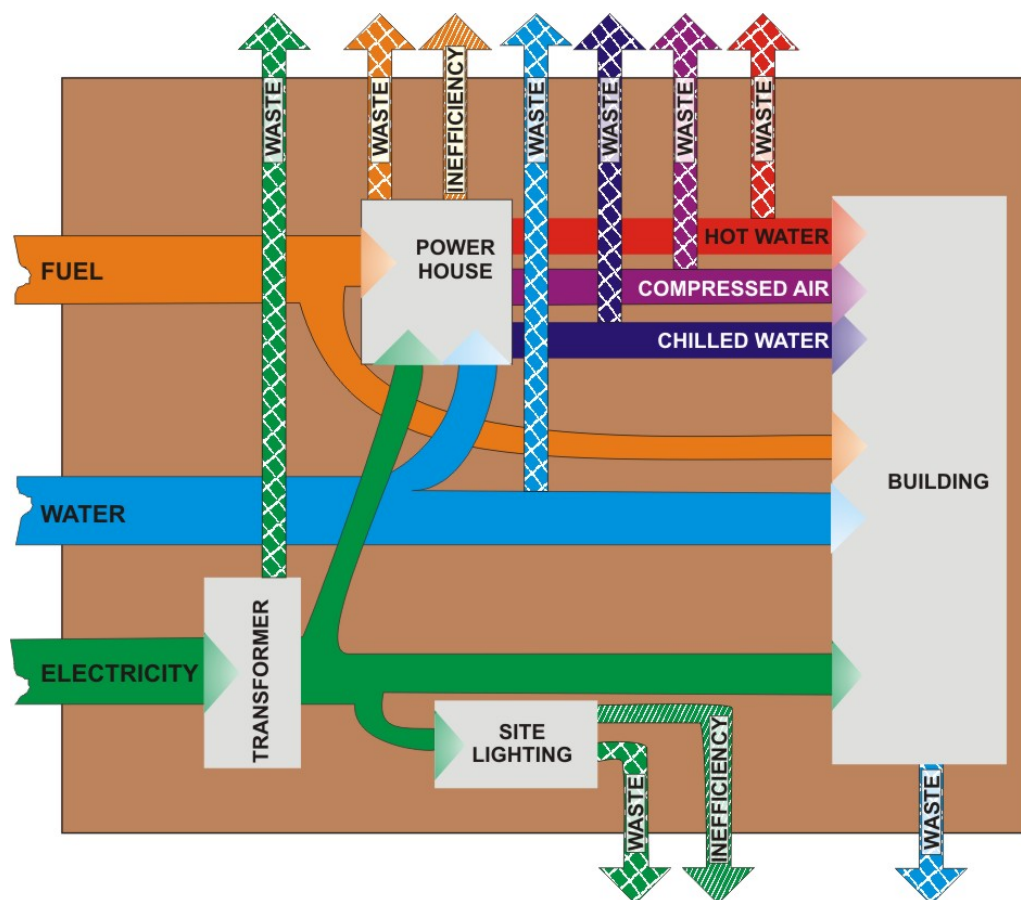 WASTE
WASTE
INEFFICIENCY
WASTE
WASTE
WASTE
WASTE
FUEL
POWER
HOUSE
HOT WATER
COMPRESSED AIR
CHILLED WATER
BUILDING
WATER
ELECTRICITY
TRANSFORMER
SITE
LIGHTING
WASTE
INEFFICIENCY
WASTE